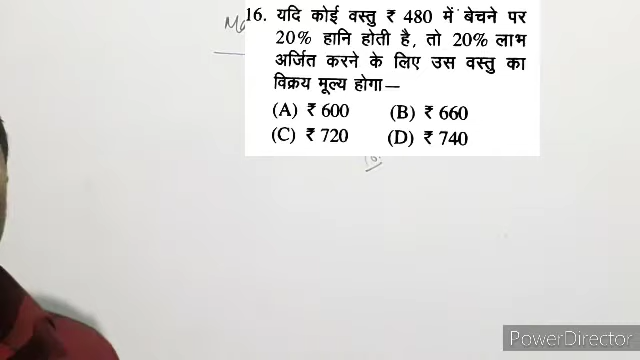 16. यदि कोई वस्तु ₹ 480 में बेचने पर
20% हानि होती है, तो 20% लाभ
अर्जित करने के लिए उस वस्तु का
विक्रय मूल्य होगा—
(A) ₹ 600 (B) ₹ 660
(C) ₹ 720 (D) ₹ 740
PowerDirector